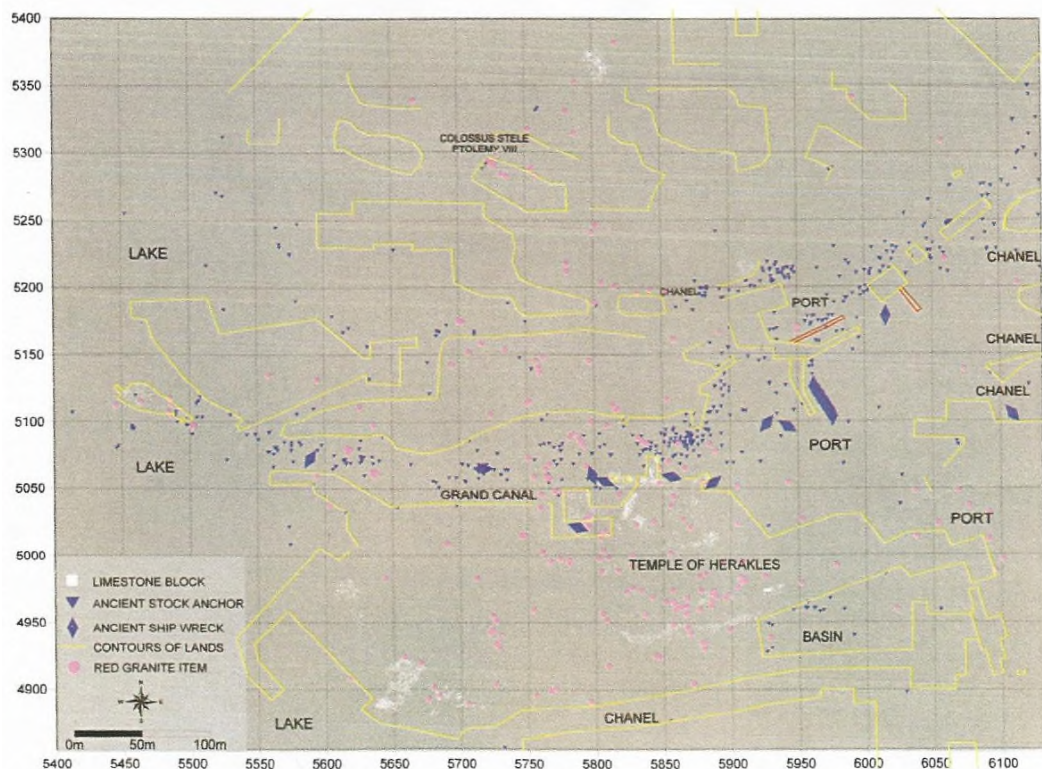 5400
5350
5300
5250
5200
5150
5100
5050
5000
4950
4900
COLOSSUS STELE
PTOLEMY VIII
LAKE
CHANEL
CHANEL
PORT
CHANEL
CHANEL
LAKE
PORT
GRAND CANAL
PORT
TEMPLE OF HERAKLES
BASIN
LIMESTONE BLOCK
ANCIENT STOCK ANCHOR
ANCIENT SHIP WRECK
CONTOURS OF LANDS
RED GRANITE ITEM
N
W E
S
LAKE
CHANEL
0m 50m 100m
5400 5450 5500 5550 5600 5650 5700 5750 5800 5850 5900 5950 6000 6050 6100